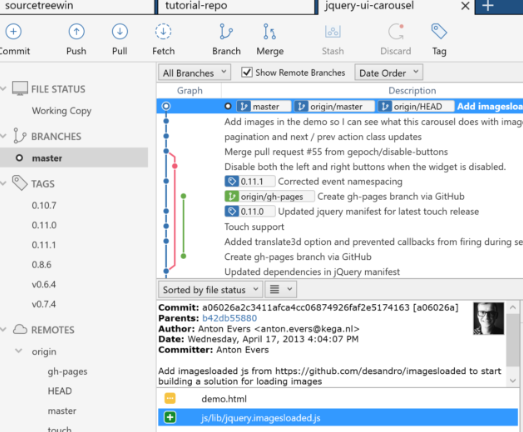 sourcetreewin tutorial-repo jquery-ui-carousel
Commit Push Pull Fetch Branch Merge Stash Discard Tag
All Branches Show Remote Branches Date Order
Graph Description
FILE STATUS
Working Copy
BRANCHES
master
TAGS
0.10.7
0.11.0
0.11.1
0.8.6
v0.6.4
v0.7.4
REMOTES
origin
gh-pages
HEAD
master
touch
master origin/master origin/HEAD Add imagesloa
Add images in the demo so I can see what this carousel does with image
pagination and next / prev action class updates
Merge pull request #55 from gepoch/disable-buttons
Disable both the left and right buttons when the widget is disabled.
0.11.1 Corrected event namespacing
origin/gh-pages Create gh-pages branch via GitHub
0.11.0 Updated jquery manifest for latest touch release
Touch support
Added translate3d option and prevented callbacks from firing during se
Create gh-pages branch via GitHub
Updated dependencies in jQuery manifest
Sorted by file status
Commit: a06026a2c3411afca4cc06874926faf2e5174163 [a06026a]
Parents: b42db55880
Author: Anton Evers <anton.evers@kega.nl>
Date: Wednesday, April 17, 2013 4:04:07 PM
Committer: Anton Evers
Add imagesloaded js from https://github.com/desandro/imagesloaded to start
building a solution for loading images
demo.html
js/lib/jquery.imagesloaded.js